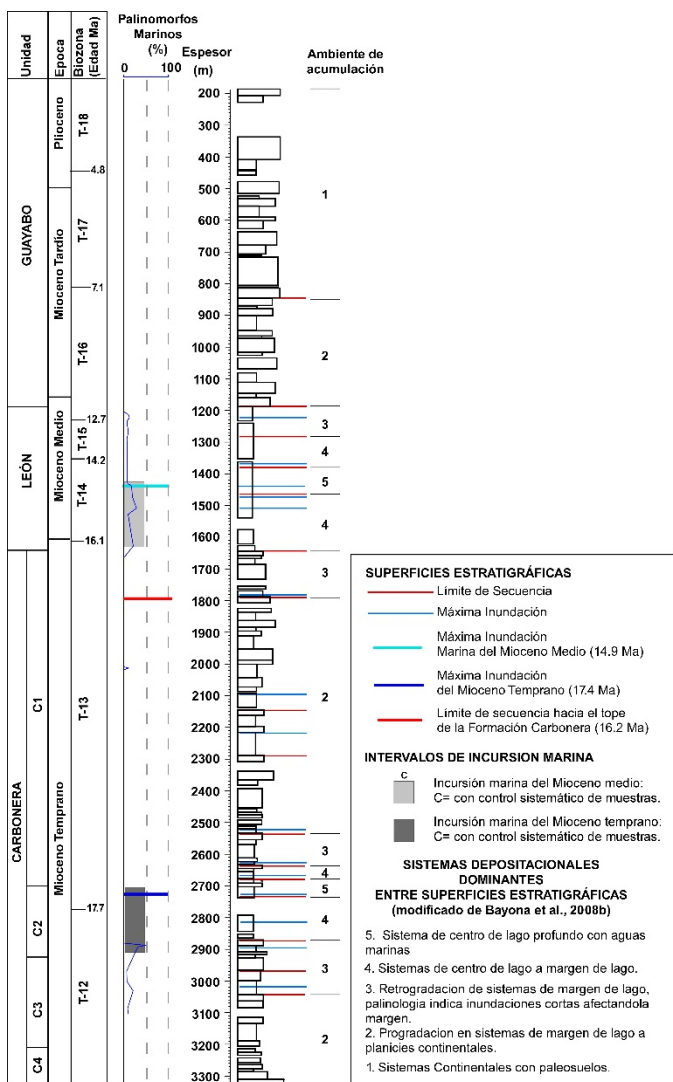 Unidad
Epoca
Biozona
(Edad Ma)
Palinomorfos
Marinos
(%)
0 100
Espesor
(m)
Ambiente de
acumulación
GUAYABO
LEÓN
CARBONERA
C1
C2
C3
C4
Plioceno
Mioceno Tardío
Mioceno Medio
Mioceno Temprano
T-18
4.8
T-17
7.1
T-16
12.7
T-15
14.2
T-14
16.1
T-13
17.7
T-12
200
300
400
500
600
700
800
900
1000
1100
1200
1300
1400
1500
1600
1700
1800
1900
2000
2100
2200
2300
2400
2500
2600
2700
2800
2900
3000
3100
3200
3300
1
2
3
4
5
4
3
2
3
4
5
4
3
2
SUPERFICIES ESTRATIGRÁFICAS
Límite de Secuencia
Máxima Inundación
Máxima Inundación
Marina del Mioceno Medio (14.9 Ma)
Máxima Inundación
del Mioceno Temprano (17.4 Ma)
Límite de secuencia hacia el tope
de la Formación Carbonera (16.2 Ma)
INTERVALOS DE INCURSION MARINA
C
Incursión marina del Mioceno medio:
C= con control sistemático de muestras.
Incursión marina del Mioceno temprano:
C= con control sistemático de muestras.
SISTEMAS DEPOSITACIONALES
DOMINANTES
ENTRE SUPERFICIES ESTRATIGRÁFICAS
(modificado de Bayona et al., 2008b)
5. Sistema de centro de lago profundo con aguas
marinas
4. Sistemas de centro de lago a margen de lago.
3. Retrogradacion de sistemas de margen de lago,
palinologia indica inundaciones cortas afectandola
margen.
2. Progradacion en sistemas de margen de lago a
planicies continentales.
1. Sistemas Continentales con paleosuelos.